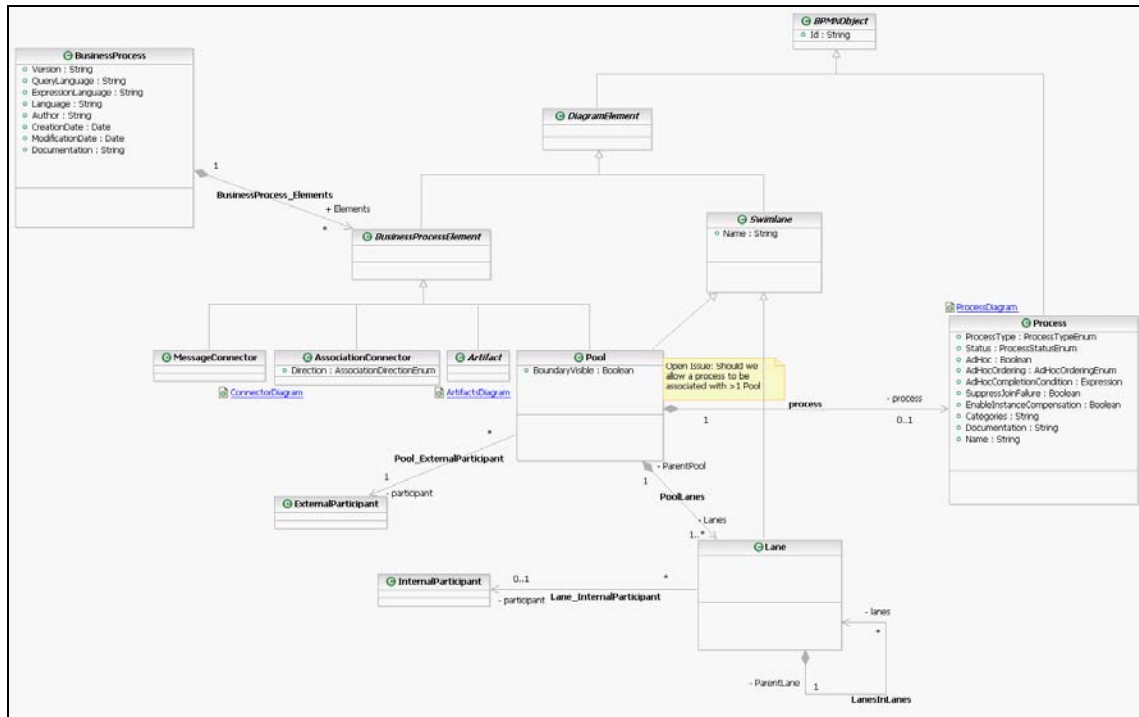 BPMNObject
Id : String
BusinessProcess
Version : String
QueryLanguage : String
ExpressionLanguage : String
Language : String
Author : String
CreationDate : Date
ModificationDate : Date
Documentation : String
DiagramElement
1
BusinessProcess_Elements
+ Elements
*
BusinessProcessElement
Swimlane
Name : String
MessageConnector
AssociationConnector
Direction : AssociationDirectionEnum
ConnectorDiagram
Artifact
ArtifactsDiagram
Pool
BoundaryVisible : Boolean
Open Issue: Should we
allow a process to be
associated with >1 Pool
ProcessDiagram
Process
ProcessType : ProcessTypeEnum
Status : ProcessStatusEnum
AdHoc : Boolean
AdHocOrdering : AdHocOrderingEnum
AdHocCompletionCondition : Expression
SuppressJoinFailure : Boolean
EnableInstanceCompensation : Boolean
Categories : String
Documentation : String
Name : String
1
process
- process
0..1
*
Pool_ExternalParticipant
1
- participant
ExternalParticipant
- ParentPool
1
PoolLanes
- Lanes
1..*
Lane
InternalParticipant
0..1
*
- participant
Lane_InternalParticipant
- lanes
*
- ParentLane
1
LanesInLanes